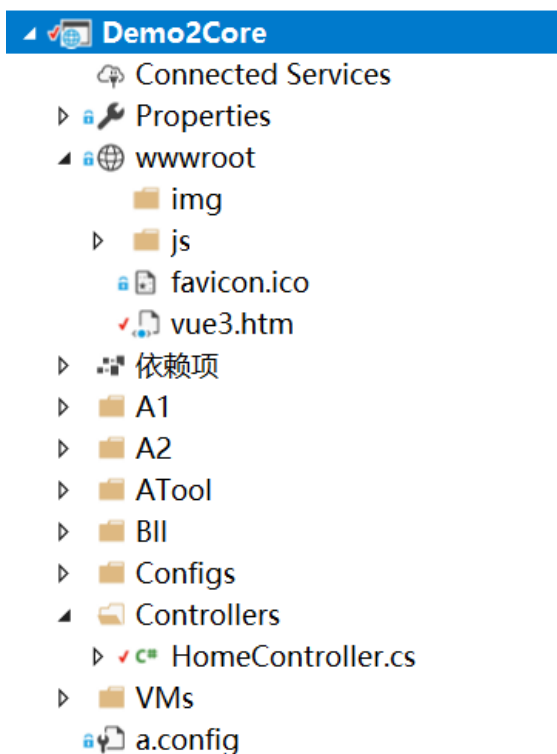 Demo2Core
Connected Services
Properties
wwwroot
img
js
favicon.ico
vue3.htm
依赖项
A1
A2
ATool
Bll
Configs
Controllers
C# HomeController.cs
VMs
a.config